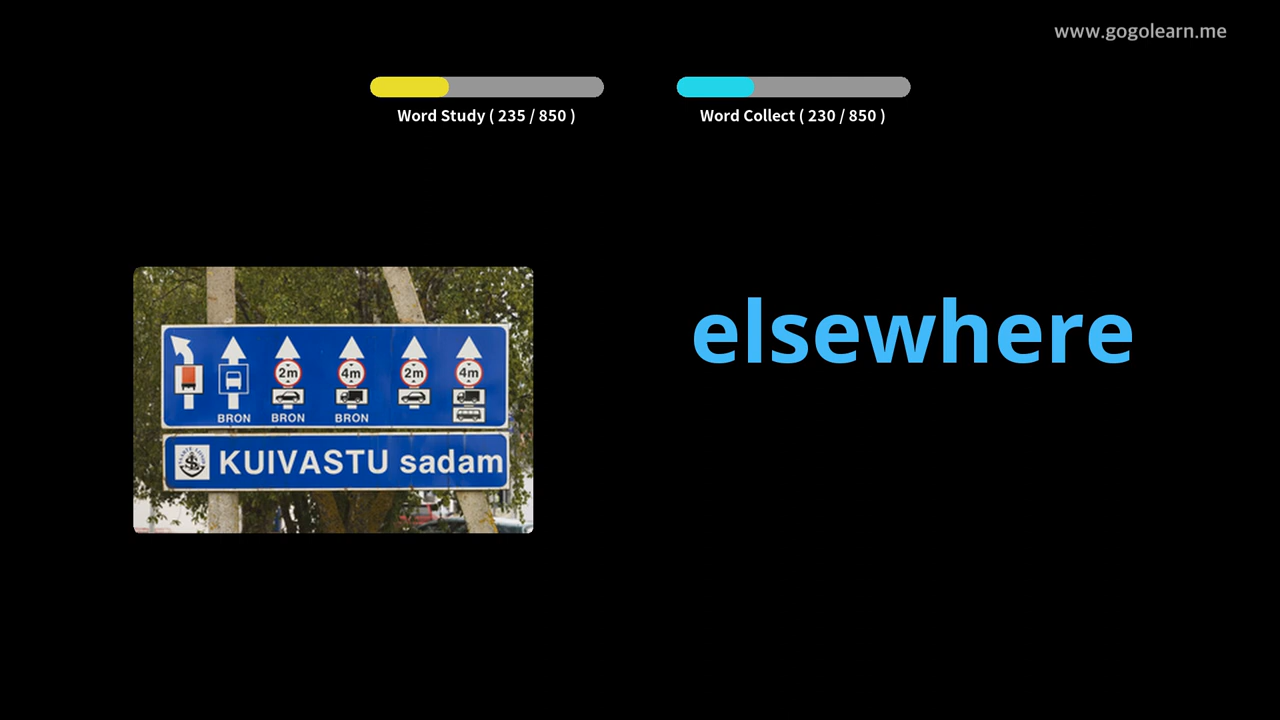 www.gogolearn.me
Word Study ( 235 / 850 )
Word Collect ( 230 / 850 )
elsewhere
2m 4m 2m 4m
BRON BRON BRON
KUIVASTU sadam